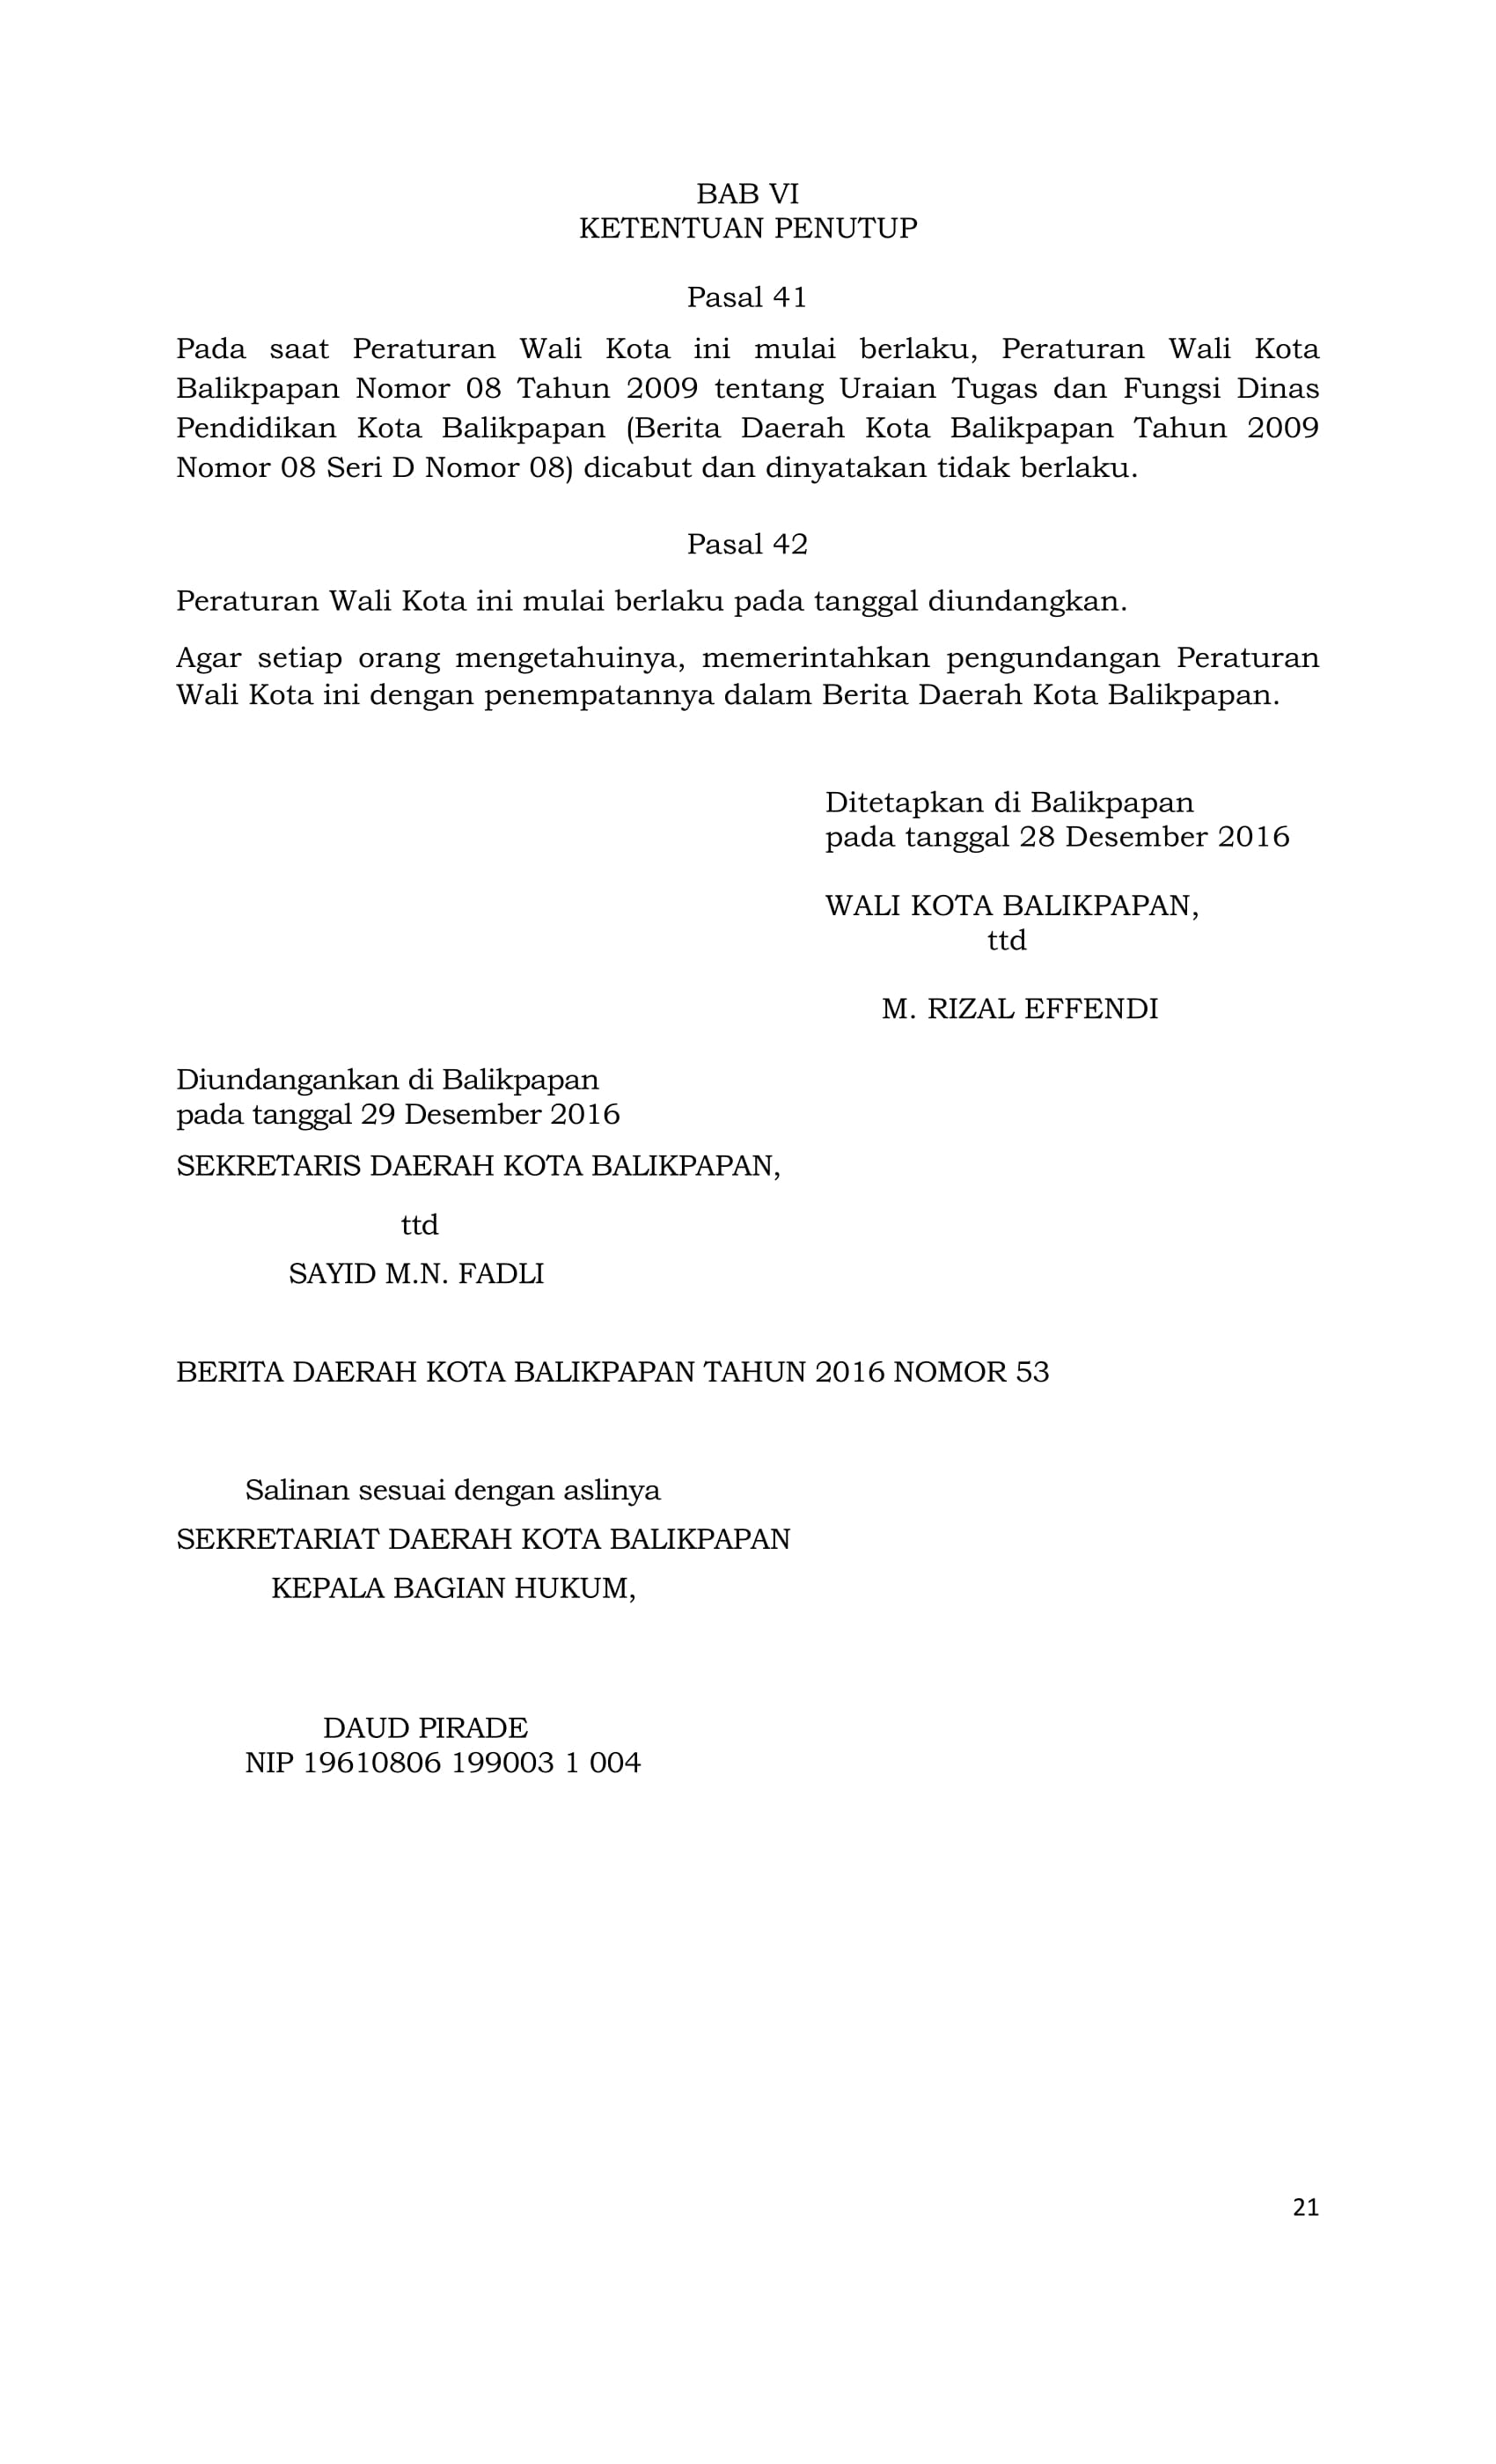 BAB VI
KETENTUAN PENUTUP
Pasal 41
Pada saat Peraturan Wali Kota ini mulai berlaku, Peraturan Wali Kota
Balikpapan Nomor 08 Tahun 2009 tentang Uraian Tugas dan Fungsi Dinas
Pendidikan Kota Balikpapan (Berita Daerah Kota Balikpapan Tahun 2009
Nomor 08 Seri D Nomor 08) dicabut dan dinyatakan tidak berlaku.
Pasal 42
Peraturan Wali Kota ini mulai berlaku pada tanggal diundangkan.
Agar setiap orang mengetahuinya, memerintahkan pengundangan Peraturan
Wali Kota ini dengan penempatannya dalam Berita Daerah Kota Balikpapan.
Ditetapkan di Balikpapan
pada tanggal 28 Desember 2016
WALI KOTA BALIKPAPAN,
ttd
M. RIZAL EFFENDI
Diundangankan di Balikpapan
pada tanggal 29 Desember 2016
SEKRETARIS DAERAH KOTA BALIKPAPAN,
ttd
SAYID M.N. FADLI
BERITA DAERAH KOTA BALIKPAPAN TAHUN 2016 NOMOR 53
Salinan sesuai dengan aslinya
SEKRETARIAT DAERAH KOTA BALIKPAPAN
KEPALA BAGIAN HUKUM,
DAUD PIRADE
NIP 19610806 199003 1 004
21